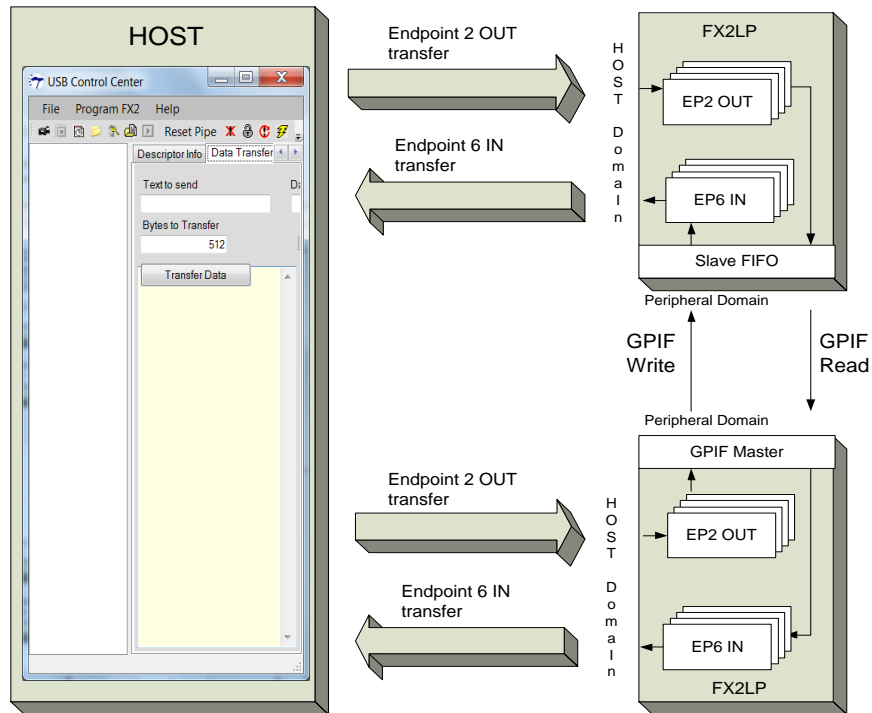 HOST
USB Control Center
File Program FX2 Help
Reset Pipe
Descriptor Info Data Transfer
Text to send
Bytes to Transfer
512
Transfer Data
Endpoint 2 OUT
transfer
Endpoint 6 IN
transfer
HOST DomaIn
FX2LP
EP2 OUT
EP6 IN
Slave FIFO
Peripheral Domain
GPIF
Write
GPIF
Read
Peripheral Domain
GPIF Master
Endpoint 2 OUT
transfer
Endpoint 6 IN
transfer
HOST DomaIn
EP2 OUT
EP6 IN
FX2LP